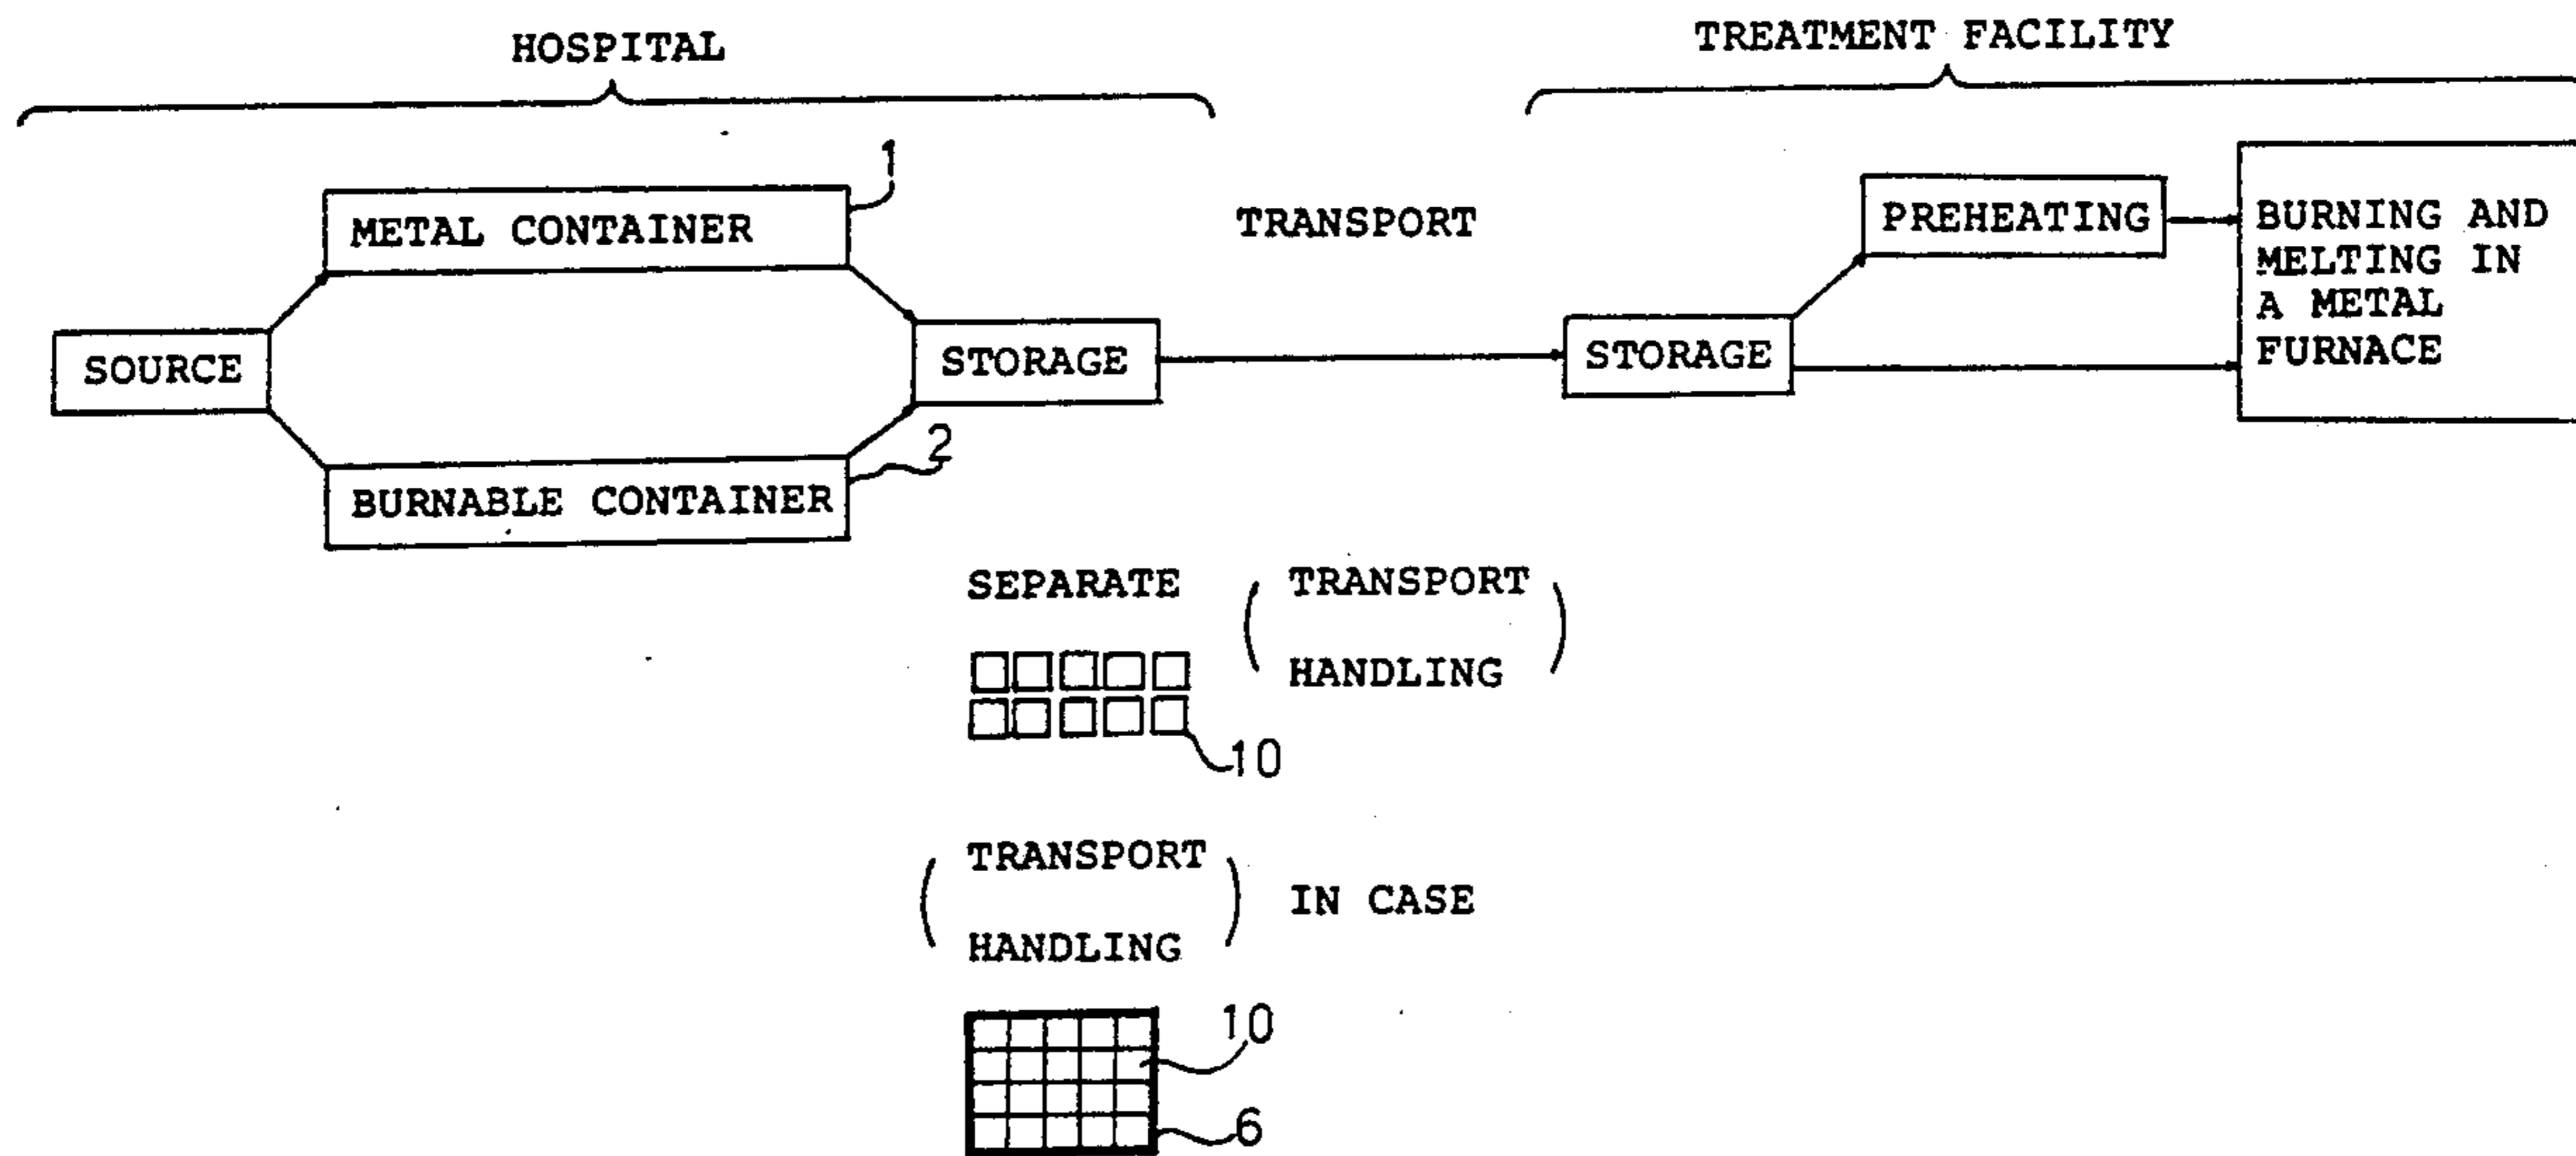 HOSPITAL
TREATMENT FACILITY
1
METAL CONTAINER
TRANSPORT
PREHEATING
BURNING AND
MELTING IN
A METAL
FURNACE
SOURCE
STORAGE
STORAGE
2
BURNABLE CONTAINER
SEPARATE
TRANSPORT
HANDLING
10
TRANSPORT
HANDLING
IN CASE
10
6